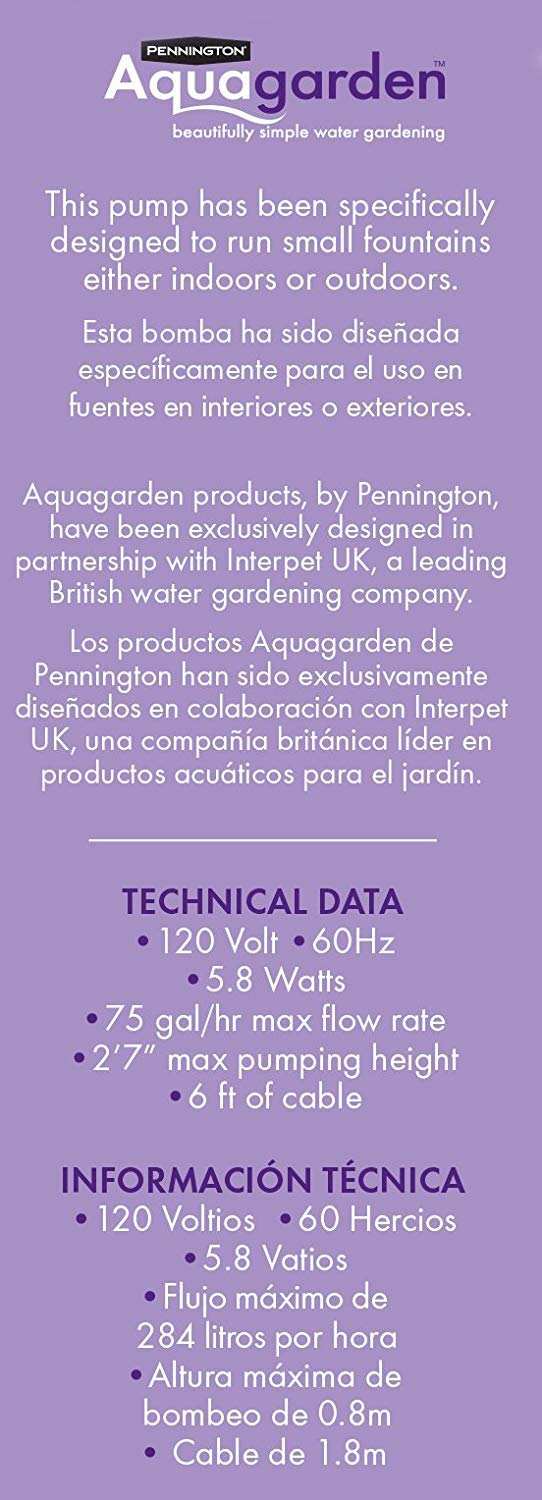 PENNINGTON®
Aquagarden™
beautifully simple water gardening
This pump has been specifically
designed to run small fountains
either indoors or outdoors.
Esta bomba ha sido diseñada
específicamente para el uso en
fuentes en interiores o exteriores.
Aquagarden products, by Pennington,
have been exclusively designed in
partnership with Interpet UK, a leading
British water gardening company.
Los productos Aquagarden de
Pennington han sido exclusivamente
diseñados en colaboración con Interpet
UK, una compañía británica líder en
productos acuáticos para el jardín.
TECHNICAL DATA
• 120 Volt • 60Hz
• 5.8 Watts
• 75 gal/hr max flow rate
• 2’7” max pumping height
• 6 ft of cable
INFORMACIÓN TÉCNICA
• 120 Voltios • 60 Hercios
• 5.8 Vatios
• Flujo máximo de
284 litros por hora
• Altura máxima de
bombeo de 0.8m
• Cable de 1.8m